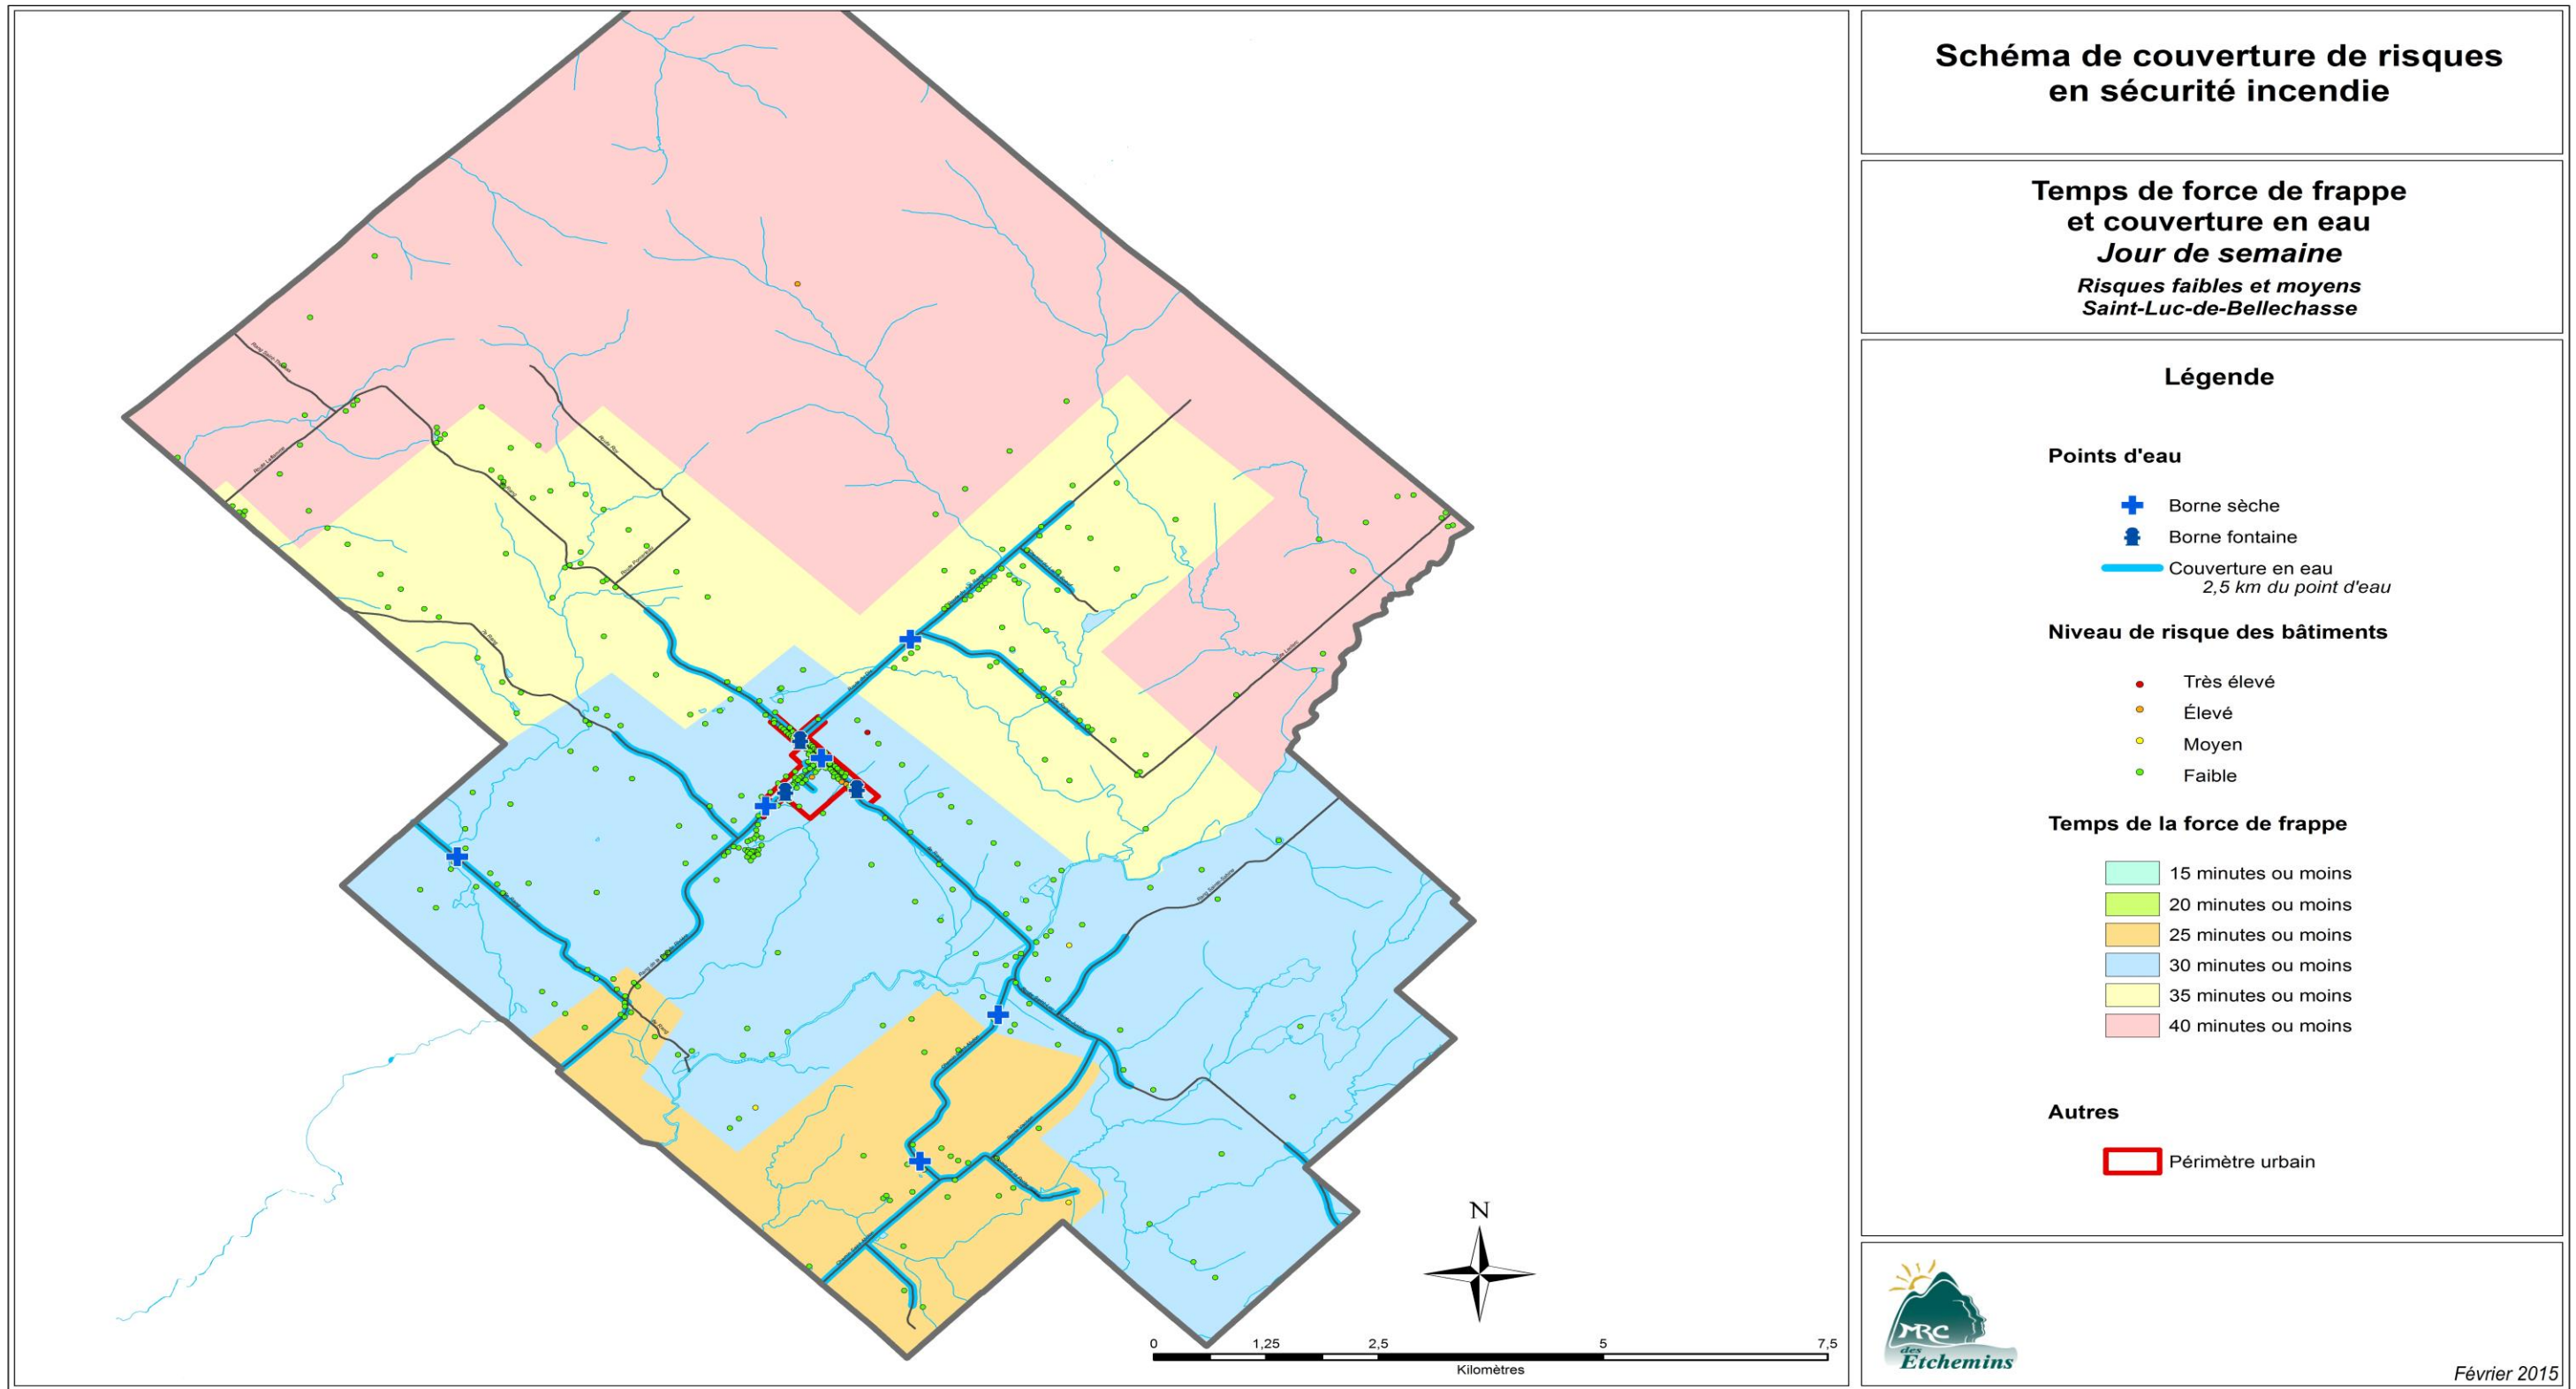 Schéma de couverture de risques
en sécurité incendie
Temps de force de frappe
et couverture en eau
Jour de semaine
Risques faibles et moyens
Saint-Luc-de-Bellechasse
Légende
Points d'eau
Borne sèche
Borne fontaine
Couverture en eau
2,5 km du point d'eau
Niveau de risque des bâtiments
Très élevé
Élevé
Moyen
Faible
Temps de la force de frappe
15 minutes ou moins
20 minutes ou moins
25 minutes ou moins
30 minutes ou moins
35 minutes ou moins
40 minutes ou moins
Autres
Périmètre urbain
N
0 1,25 2,5 5 7,5
Kilomètres
MRC
des
Etchemins
Février 2015